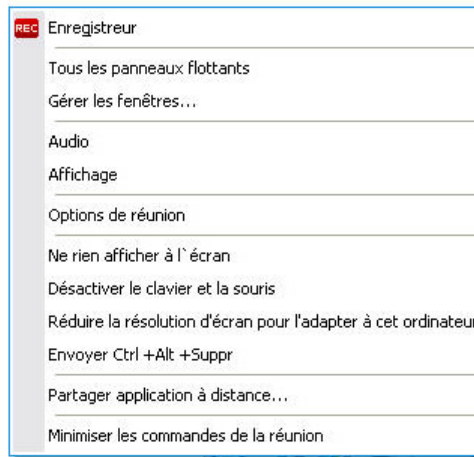 REC Enregistreur
Tous les panneaux flottants
Gérer les fenêtres...
Audio
Affichage
Options de réunion
Ne rien afficher à l`écran
Désactiver le clavier et la souris
Réduire la résolution d'écran pour l'adapter à cet ordinateur
Envoyer Ctrl +Alt +Suppr
Partager application à distance...
Minimiser les commandes de la réunion